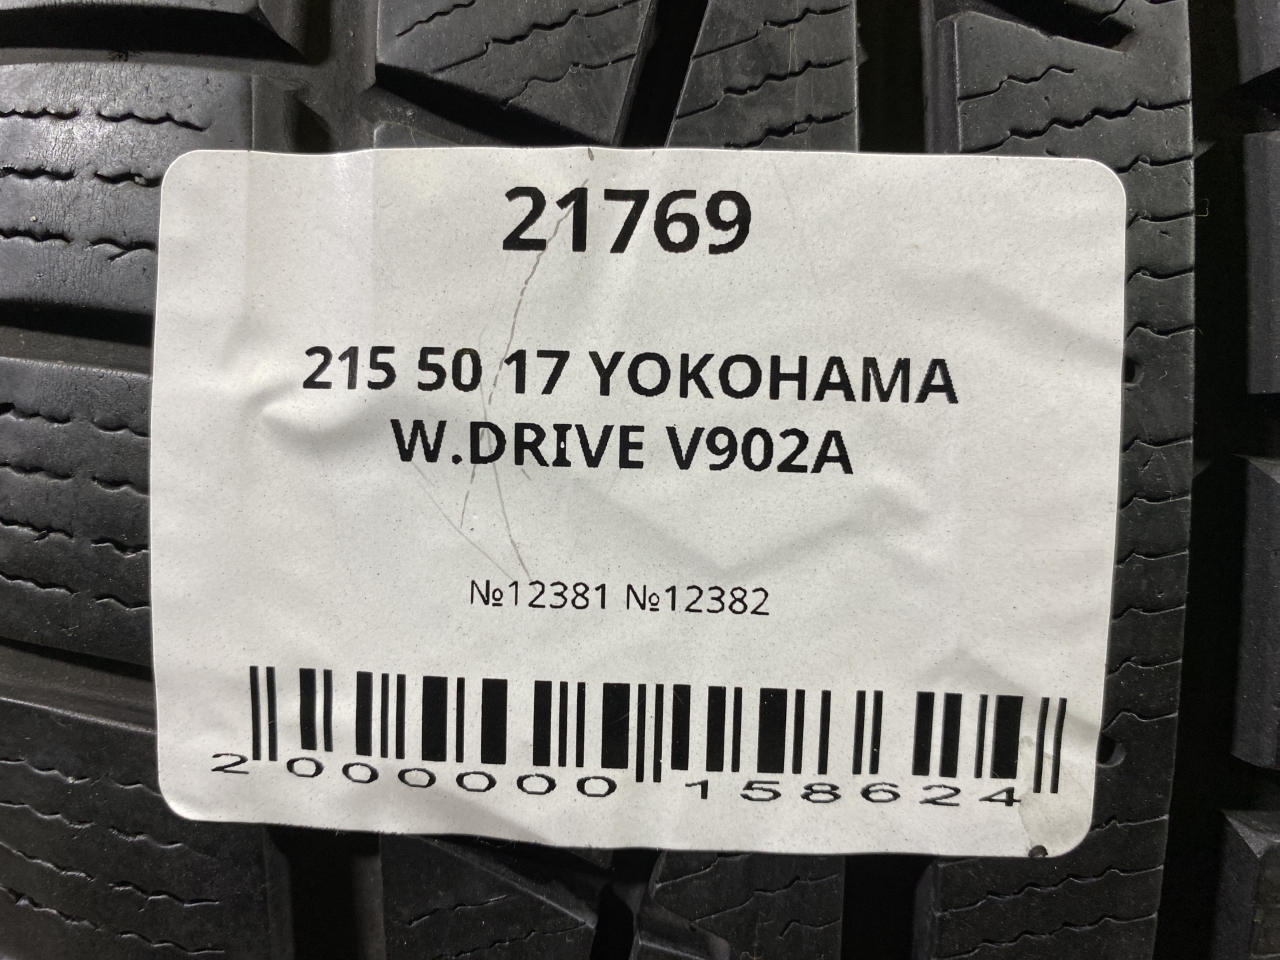 21769
215 50 17 YOKOHAMA
W.DRIVE V902A
№12381 №12382
2 000000 158624